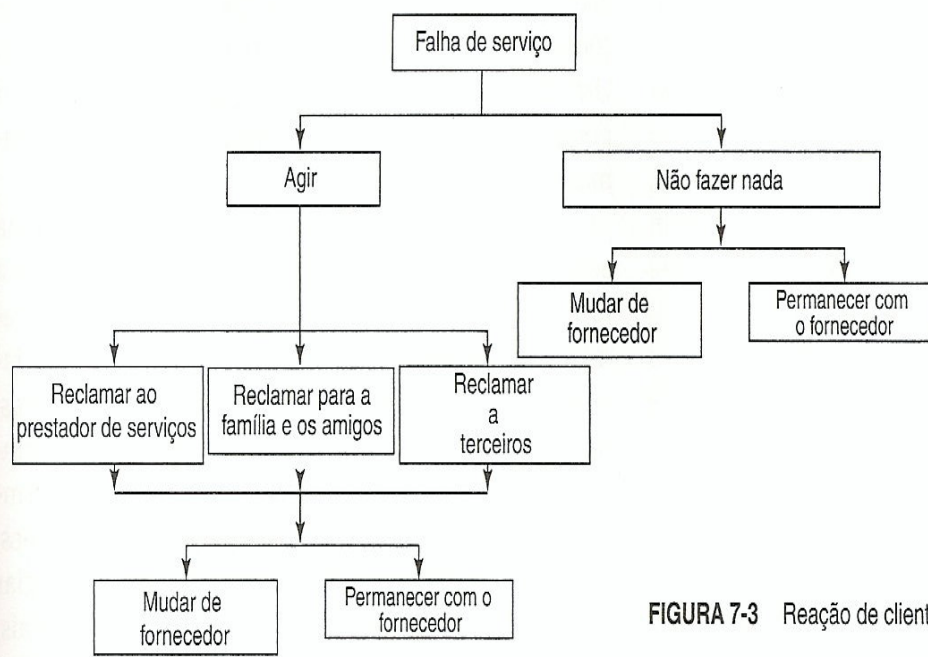 Falha de serviço
Agir
Não fazer nada
Mudar de
fornecedor
Permanecer com
o fornecedor
Reclamar ao
prestador de serviços
Reclamar para a
família e os amigos
Reclamar
a
terceiros
Mudar de
fornecedor
Permanecer com o
fornecedor
FIGURA 7-3 Reação de client